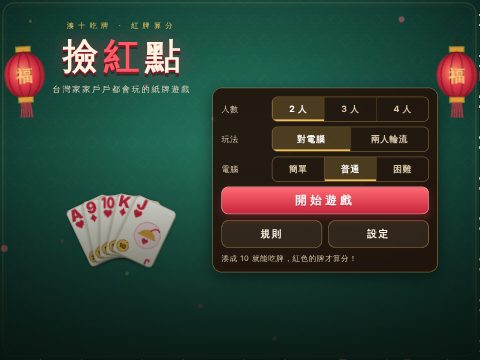 湊十吃牌 · 紅牌算分
撿紅點
台灣家家戶戶都會玩的紙牌遊戲
福
福
人數 2 人 3 人 4 人
玩法 對電腦 兩人輪流
電腦 簡單 普通 困難
開始遊戲
規則 設定
湊成 10 就能吃牌，紅色的牌才算分！
A 9 10 K J